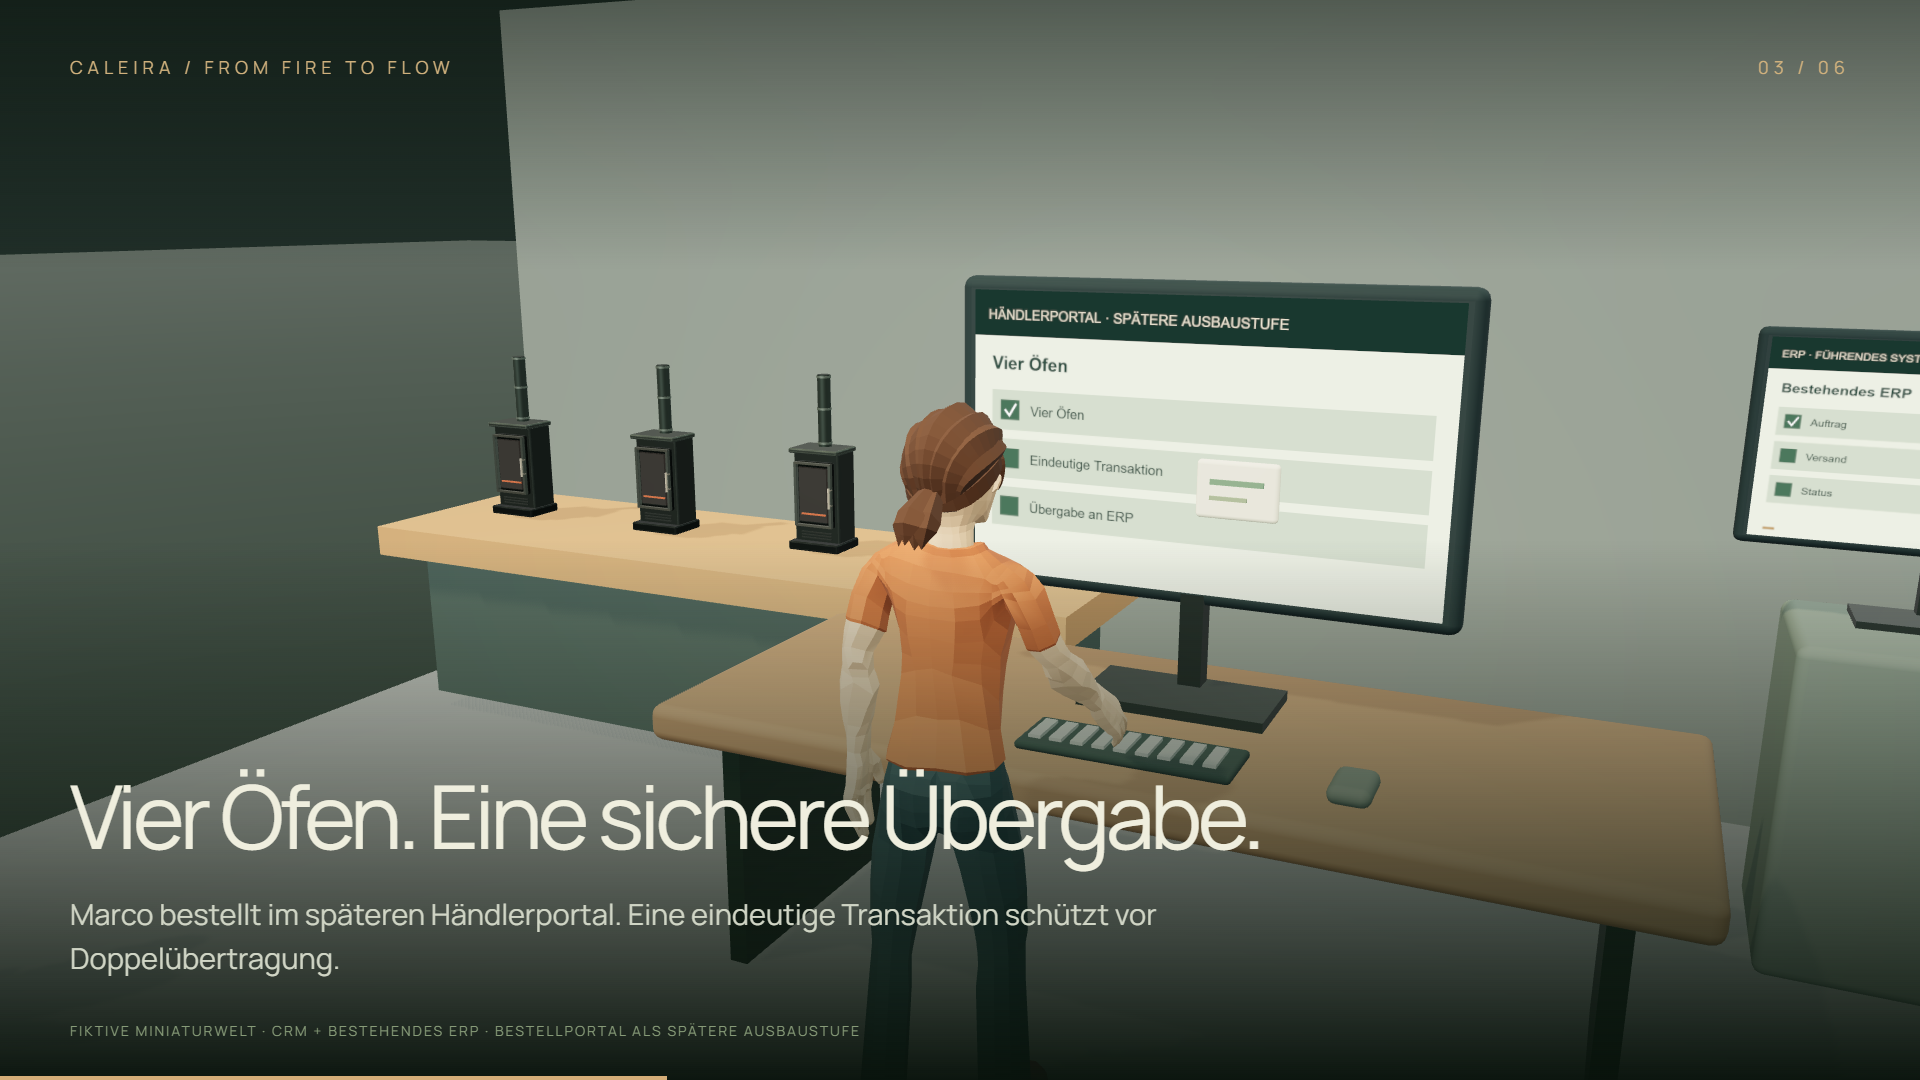 CALEIRA / FROM FIRE TO FLOW
03 / 06
HÄNDLERPORTAL · SPÄTERE AUSBAUSTUFE
Vier Öfen
Vier Öfen
Eindeutige Transaktion
Übergabe an ERP
ERP · FÜHRENDES SYST
Bestehendes ERP
Auftrag
Versand
Status
Vier Öfen. Eine sichere Übergabe.
Marco bestellt im späteren Händlerportal. Eine eindeutige Transaktion schützt vor
Doppelübertragung.
FIKTIVE MINIATURWELT · CRM + BESTEHENDES ERP · BESTELLPORTAL ALS SPÄTERE AUSBAUSTUFE